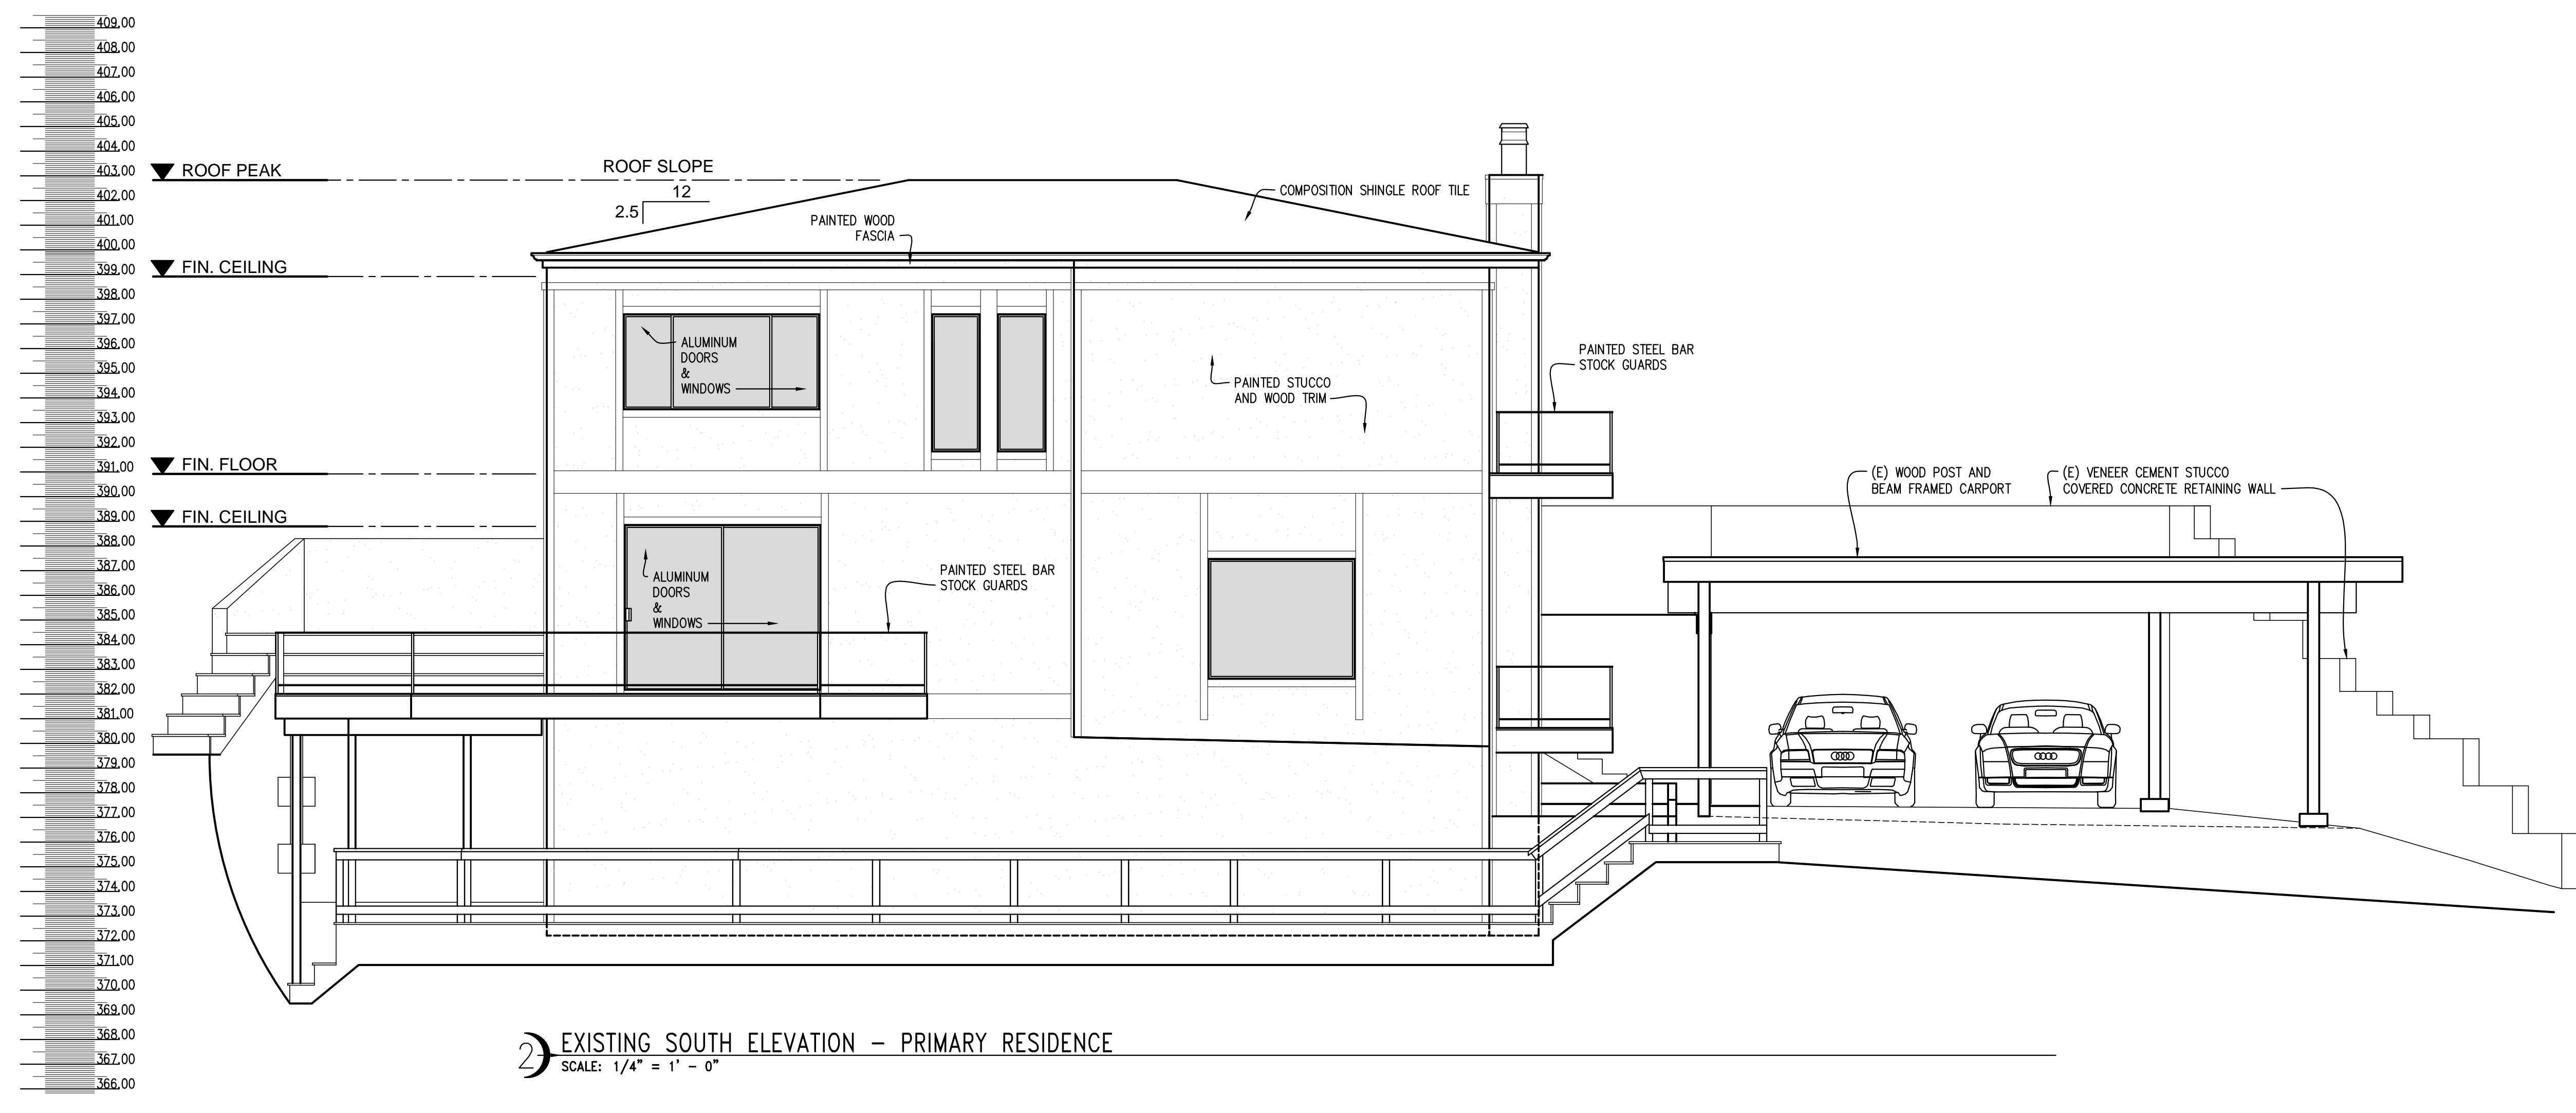 409.00
408.00
407.00
406.00
405.00
404.00
403.00
402.00
401.00
400.00
399.00
398.00
397.00
396.00
395.00
394.00
393.00
392.00
391.00
390.00
389.00
388.00
387.00
386.00
385.00
384.00
383.00
382.00
381.00
380.00
379.00
378.00
377.00
376.00
375.00
374.00
373.00
372.00
371.00
370.00
369.00
368.00
367.00
366.00
ROOF PEAK
FIN. CEILING
FIN. FLOOR
FIN. CEILING
ROOF SLOPE
12
2.5
PAINTED WOOD
FASCIA
COMPOSITION SHINGLE ROOF TILE
ALUMINUM
DOORS
&
WINDOWS
PAINTED STUCCO
AND WOOD TRIM
PAINTED STEEL BAR
STOCK GUARDS
(E) WOOD POST AND
BEAM FRAMED CARPORT
(E) VENEER CEMENT STUCCO
COVERED CONCRETE RETAINING WALL
ALUMINUM
DOORS
&
WINDOWS
PAINTED STEEL BAR
STOCK GUARDS
2
EXISTING SOUTH ELEVATION – PRIMARY RESIDENCE
SCALE: 1/4" = 1' – 0"